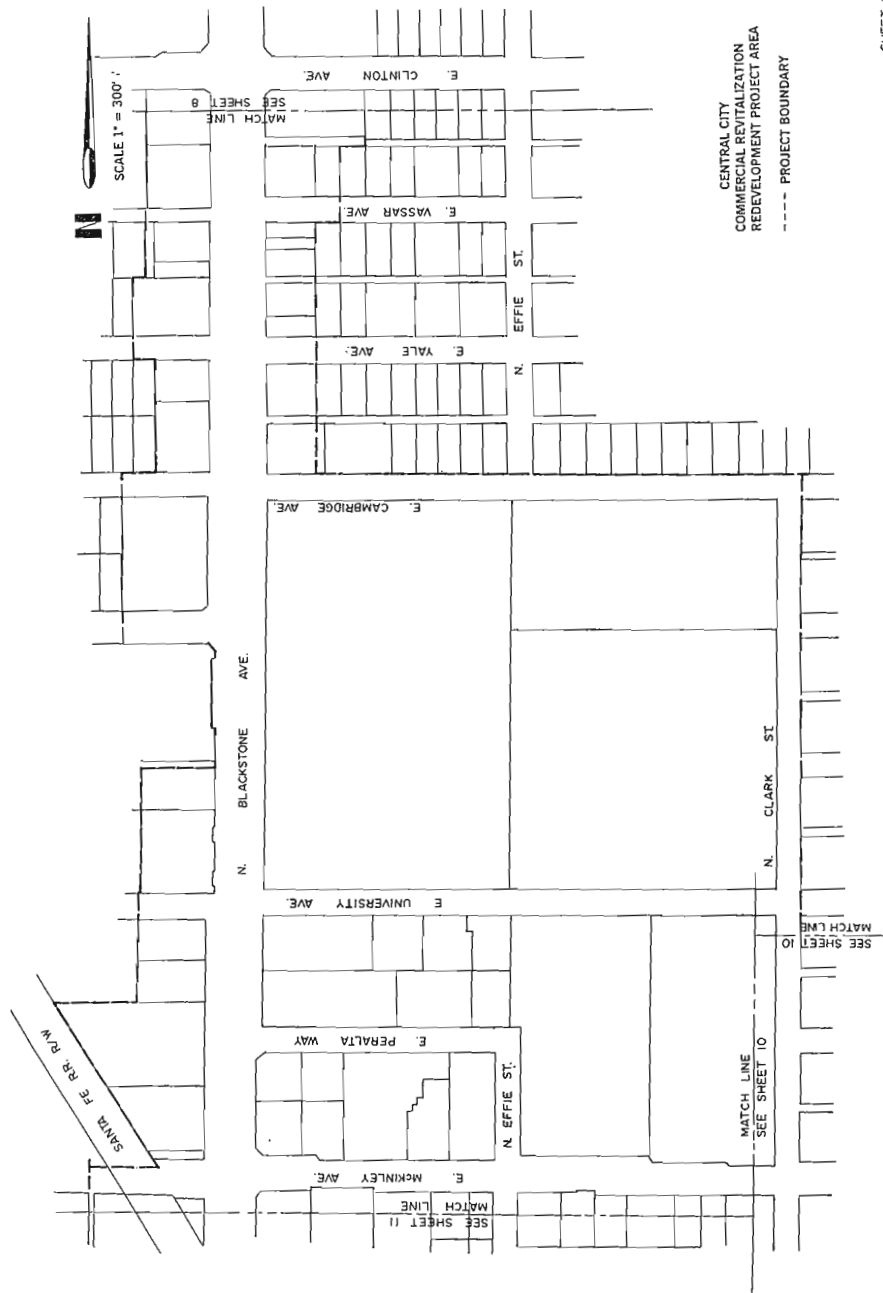 N
SCALE 1" = 300'
E. CLINTON AVE.
MATCH LINE
SEE SHEET 8
E. VASSAR AVE.
N. EFFIE ST.
E. YALE AVE.
CENTRAL CITY
COMMERCIAL REVITALIZATION
REDEVELOPMENT PROJECT AREA
---- PROJECT BOUNDARY
E. CAMBRIDGE AVE.
N. BLACKSTONE AVE.
N. CLARK ST.
E UNIVERSITY AVE.
SEE SHEET 10
MATCH LINE
SANTA FE R.R. R/W
E. PERALTA WAY
N. EFFIE ST.
MATCH LINE
SEE SHEET 10
E. McKINLEY AVE.
MATCH LINE
SEE SHEET 11